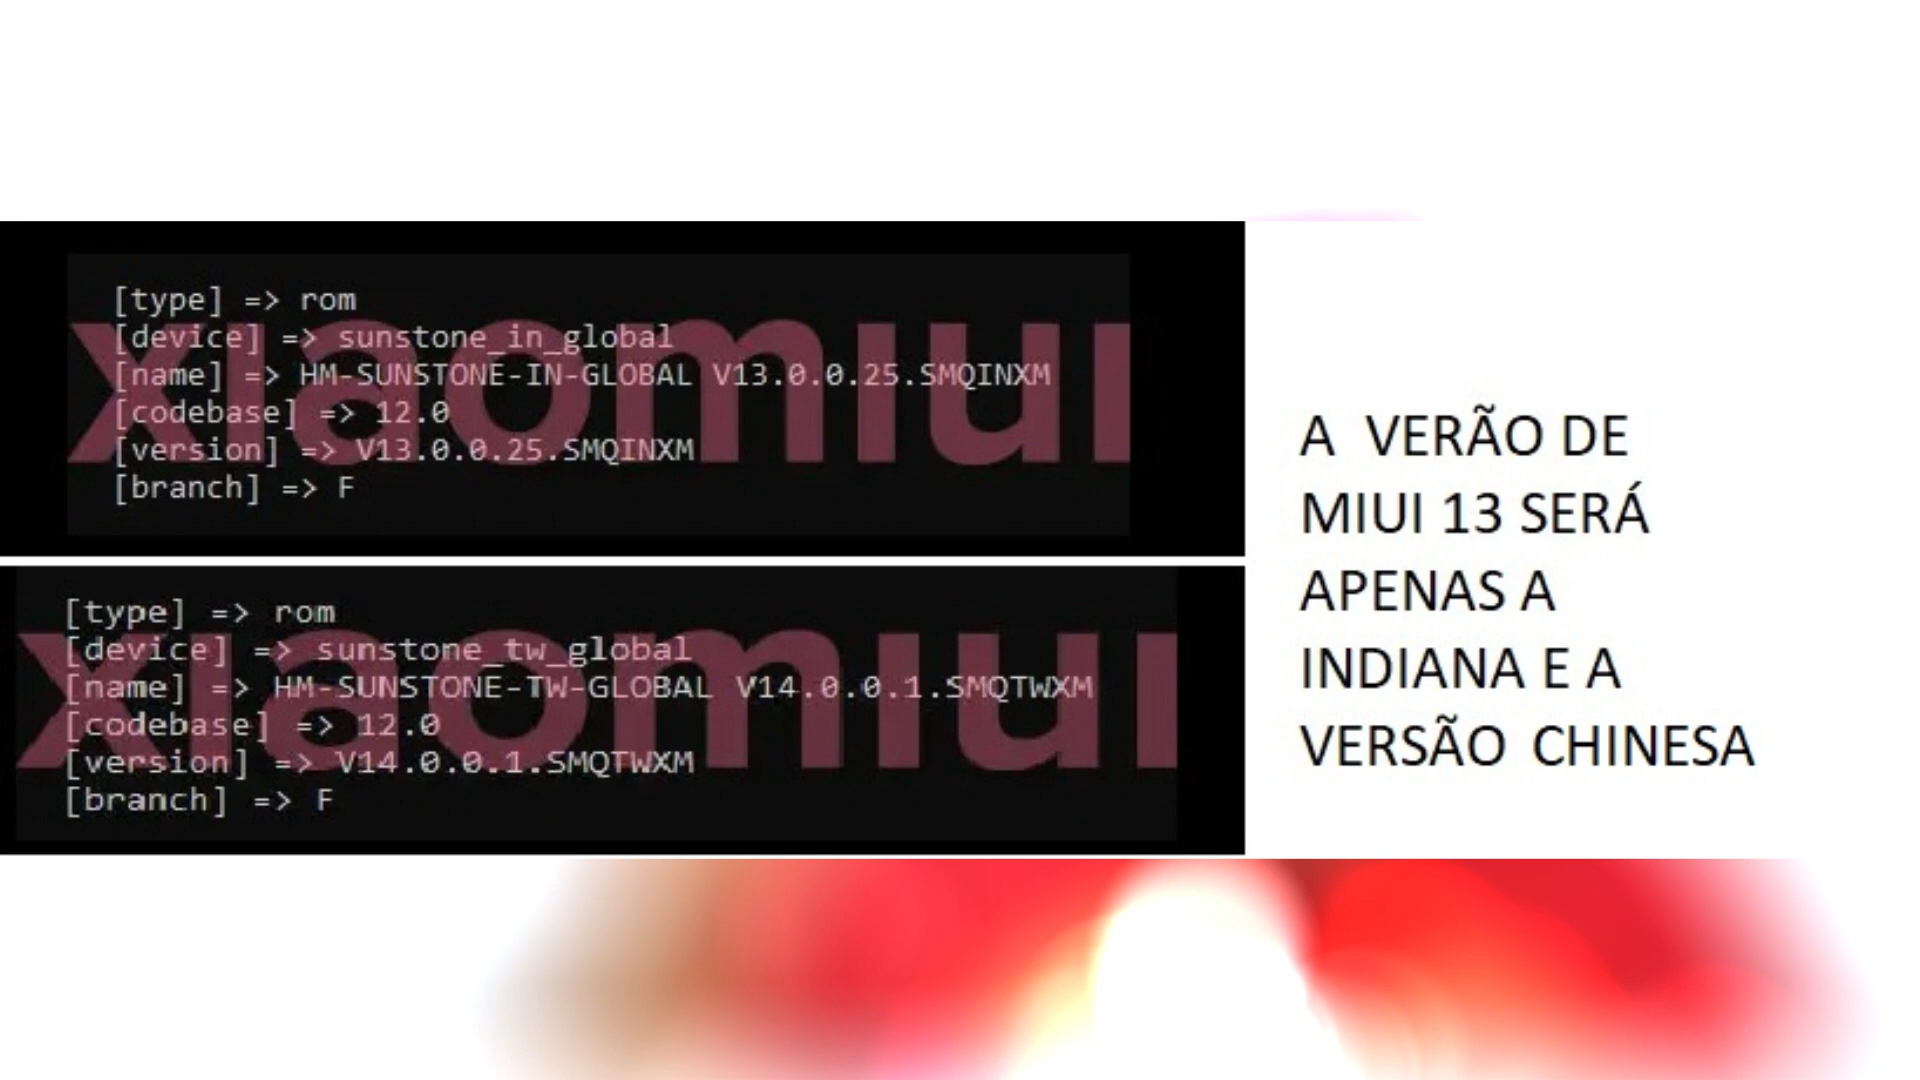 [type] => rom
[device] => sunstone_in_global
[name] => HM-SUNSTONE-IN-GLOBAL V13.0.0.25.SMQINXM
[codebase] => 12.0
[version] => V13.0.0.25.SMQINXM
[branch] => F
xiaomiui
[type] => rom
[device] => sunstone_tw_global
[name] => HM-SUNSTONE-TW-GLOBAL V14.0.0.1.SMQTWXM
[codebase] => 12.0
[version] => V14.0.0.1.SMQTWXM
[branch] => F
xiaomiui
A VERÃO DE
MIUI 13 SERÁ
APENAS A
INDIANA E A
VERSÃO CHINESA